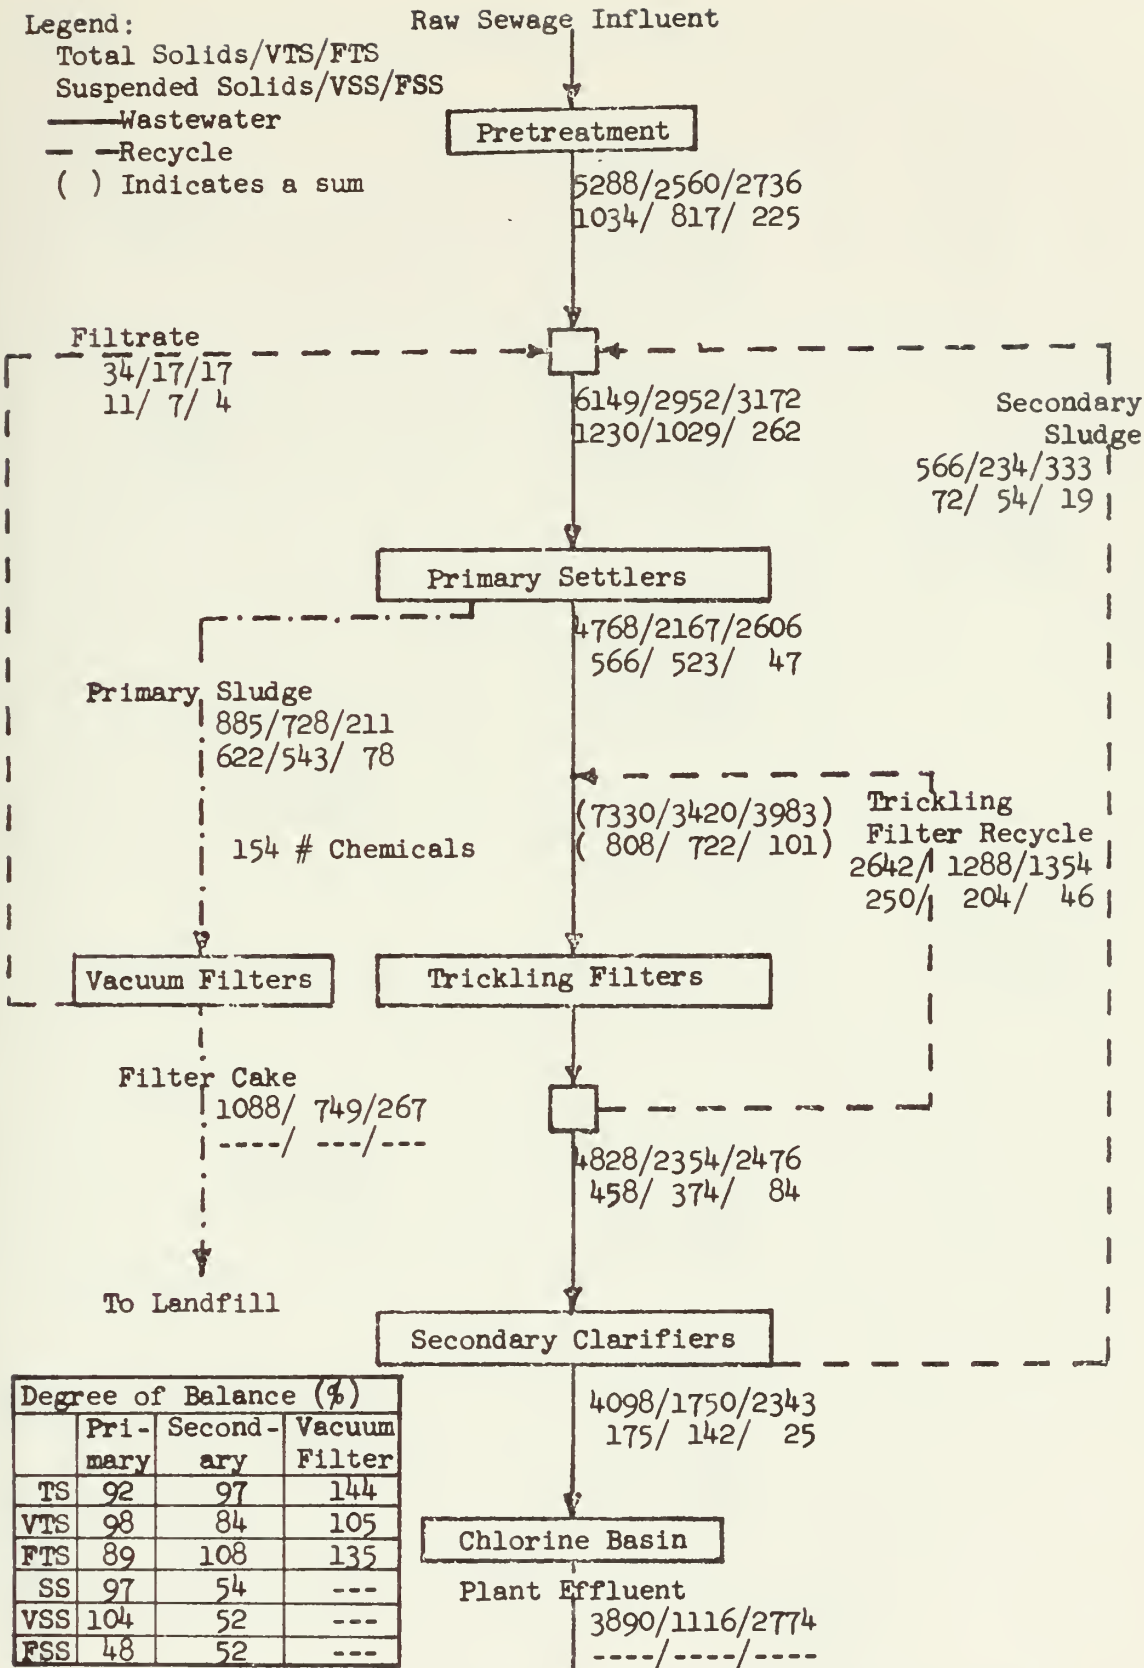 Legend:
Total Solids/VTS/FTS
Suspended Solids/VSS/FSS
Wastewater
Recycle
( ) Indicates a sum
Raw Sewage Influent
Pretreatment
5288/2560/2736
1034/ 817/ 225
Filtrate
34/17/17
11/ 7/ 4
6149/2952/3172
1230/1029/ 262
Secondary
Sludge
566/234/333
72/ 54/ 19
Primary Settlers
4768/2167/2606
566/ 523/ 47
Primary Sludge
885/728/211
622/543/ 78
154 # Chemicals
(7330/3420/3983)
( 808/ 722/ 101)
Trickling
Filter Recycle
2642/ 1288/1354
250/ 204/ 46
Vacuum Filters
Trickling Filters
Filter Cake
1088/ 749/267
----/ ---/---
4828/2354/2476
458/ 374/ 84
To Landfill
Secondary Clarifiers
4098/1750/2343
175/ 142/ 25
Degree of Balance (%)
Pri- Second- Vacuum
mary ary Filter
TS 92 97 144
VTS 98 84 105
FTS 89 108 135
SS 97 54 ---
VSS 104 52 ---
FSS 48 52 ---
Chlorine Basin
Plant Effluent
3890/1116/2774
----/----/----